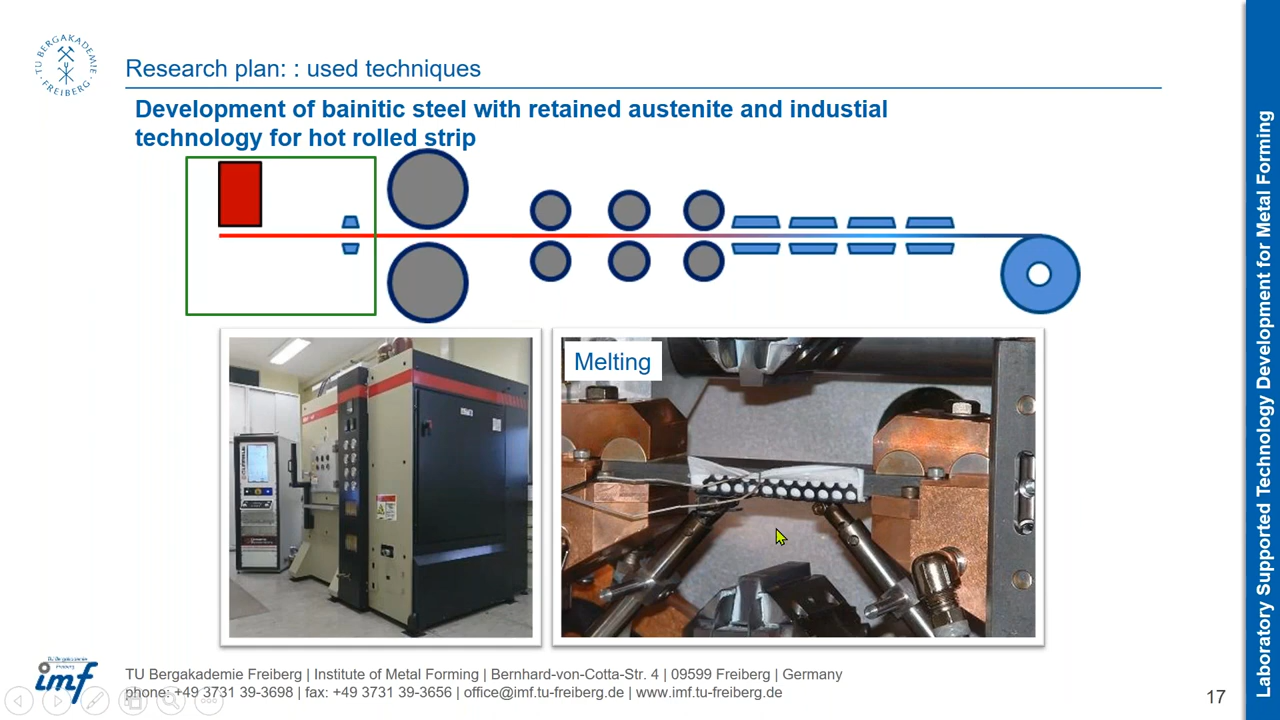 TU BERGAKADEMIE
FREIBERG
Research plan: : used techniques
Development of bainitic steel with retained austenite and industial
technology for hot rolled strip
Melting
Laboratory Supported Technology Development for Metal Forming
imf
TU Bergakademie Freiberg | Institute of Metal Forming | Bernhard-von-Cotta-Str. 4 | 09599 Freiberg | Germany
phone: +49 3731 39-3698 | fax: +49 3731 39-3656 | office@imf.tu-freiberg.de | www.imf.tu-freiberg.de
17